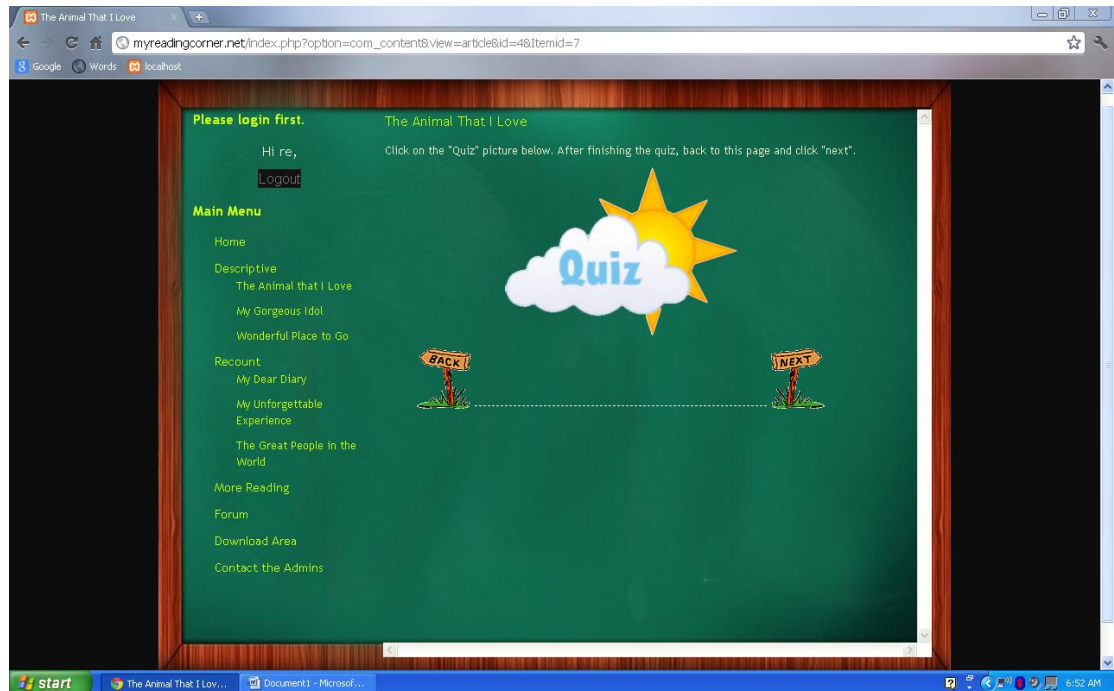 The Animal That I Love
myreadingcorner.net/index.php?option=com_content&view=article&id=4&Itemid=7
Google Words localhost
Please login first.
Hi re,
Logout
Main Menu
Home
Descriptive
The Animal that I Love
My Gorgeous Idol
Wonderful Place to Go
Recount
My Dear Diary
My Unforgettable
Experience
The Great People in the
World
More Reading
Forum
Download Area
Contact the Admins
The Animal That I Love
Click on the "Quiz" picture below. After finishing the quiz, back to this page and click "next".
Quiz
BACK
NEXT
start
The Animal That I Lov...
Document1 - Microsof...
6:52 AM